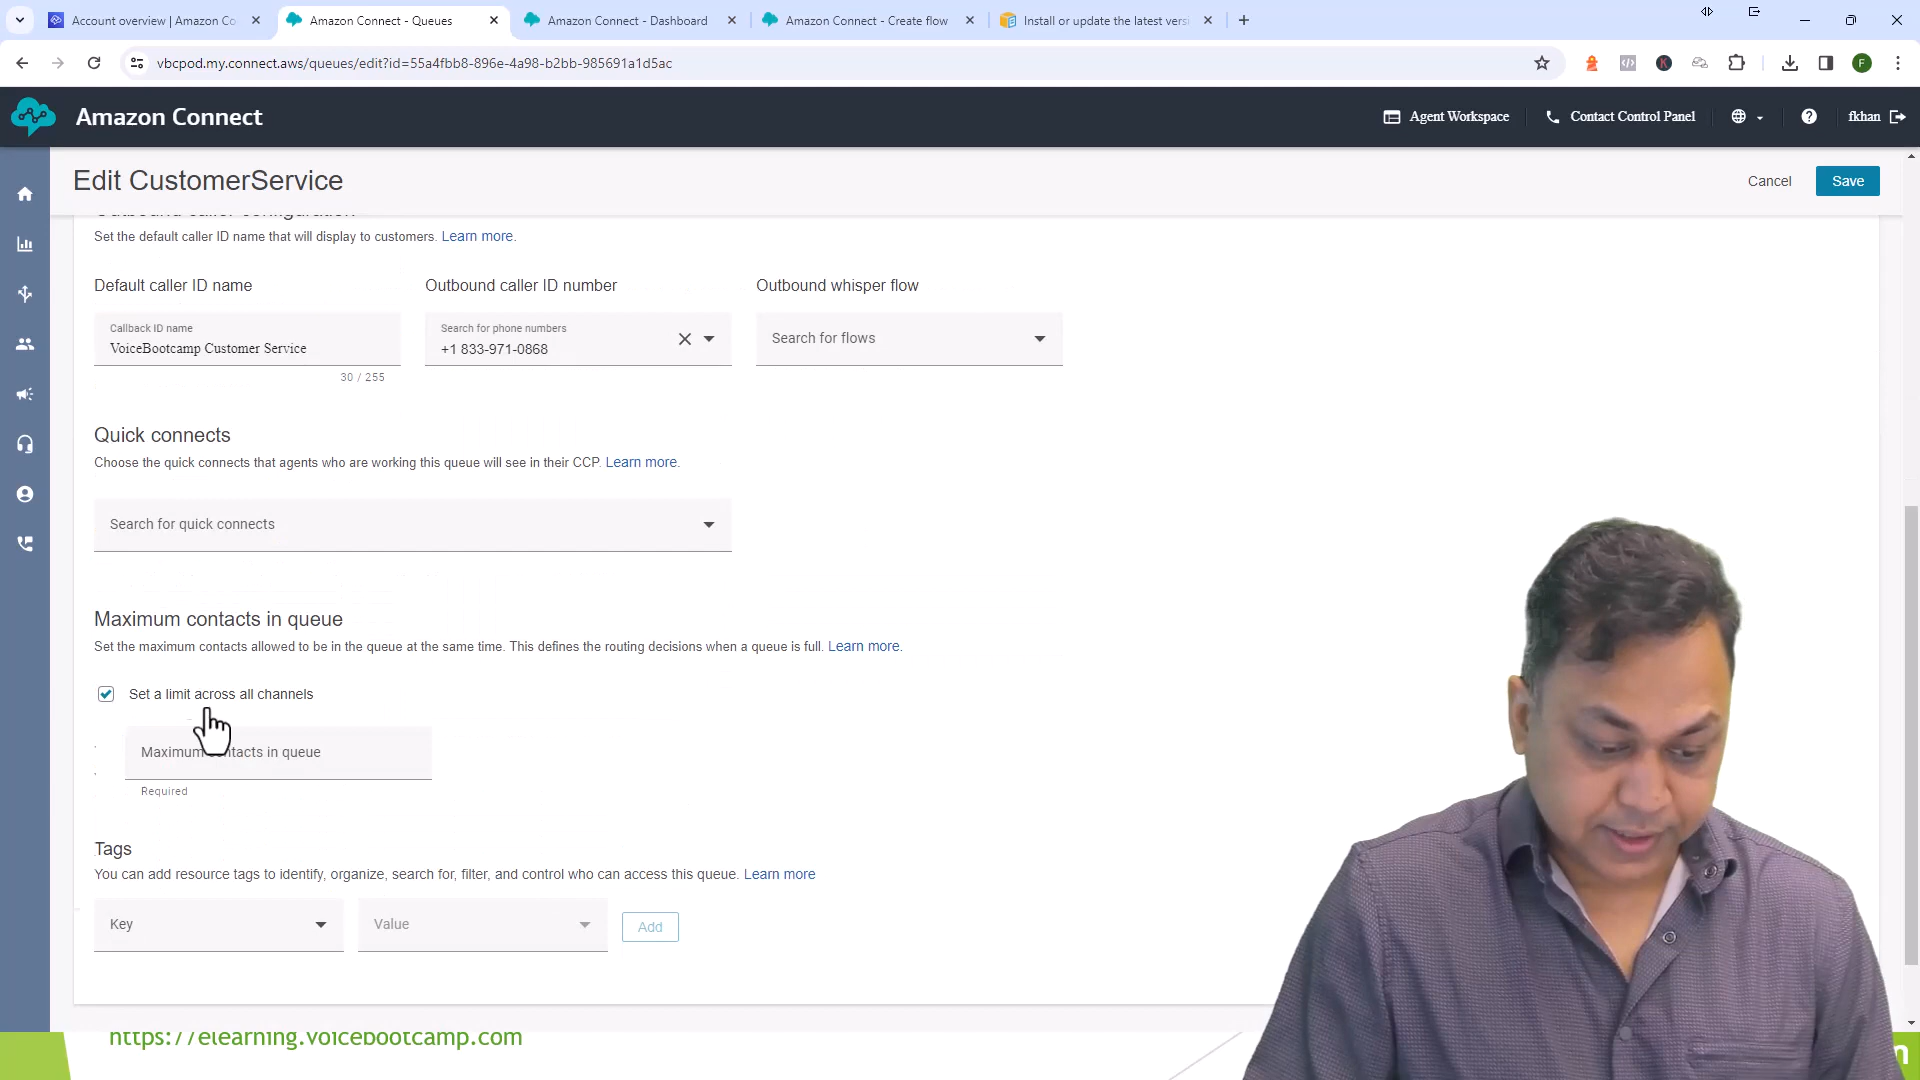 Account overview | Amazon Co
Amazon Connect - Queues
Amazon Connect - Dashboard
Amazon Connect - Create flow
Install or update the latest versi
vbcpod.my.connect.aws/queues/edit?id=55a4fbb8-896e-4a98-b2bb-985691a1d5ac
F
Amazon Connect
Agent Workspace
Contact Control Panel
fkhan
Edit CustomerService
Cancel
Save
Outbound caller configuration
Set the default caller ID name that will display to customers. Learn more.
Default caller ID name
Outbound caller ID number
Outbound whisper flow
Callback ID name
VoiceBootcamp Customer Service
30 / 255
Search for phone numbers
+1 833-971-0868
Search for flows
Quick connects
Choose the quick connects that agents who are working this queue will see in their CCP. Learn more.
Search for quick connects
Maximum contacts in queue
Set the maximum contacts allowed to be in the queue at the same time. This defines the routing decisions when a queue is full. Learn more.
Set a limit across all channels
Maximum contacts in queue
Required
Tags
You can add resource tags to identify, organize, search for, filter, and control who can access this queue. Learn more
Key
Value
Add
https://elearning.voicebootcamp.com